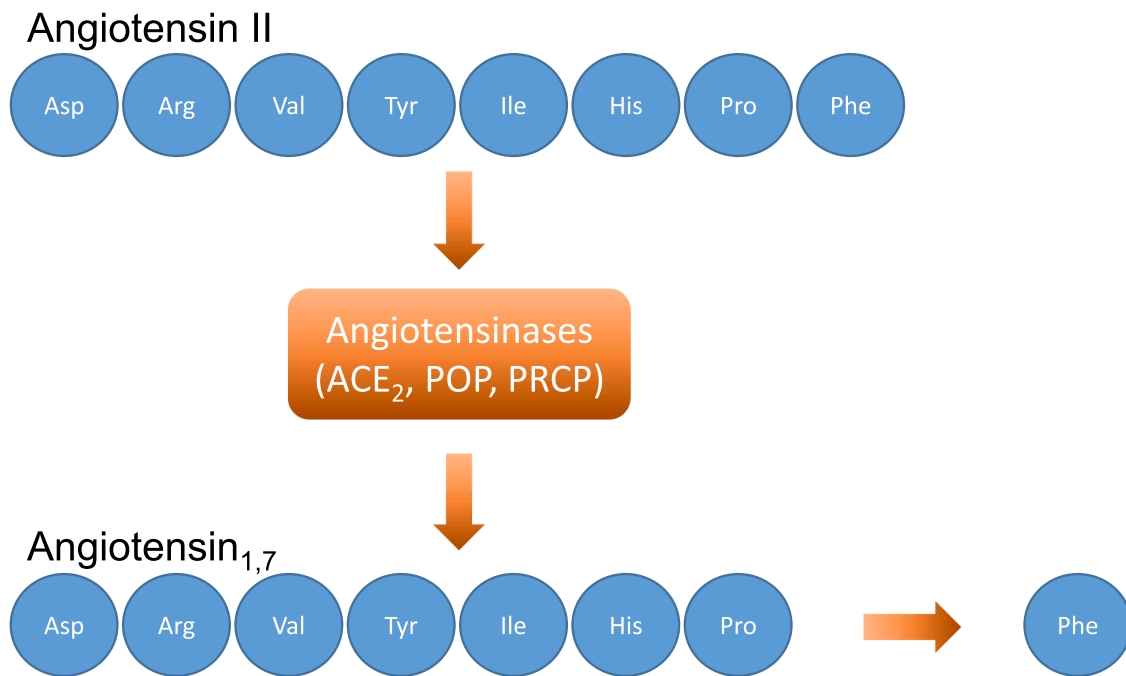 Angiotensin II
Asp Arg Val Tyr Ile His Pro Phe
Angiotensinases
(ACE₂, POP, PRCP)
Angiotensin₁,₇
Asp Arg Val Tyr Ile His Pro Phe